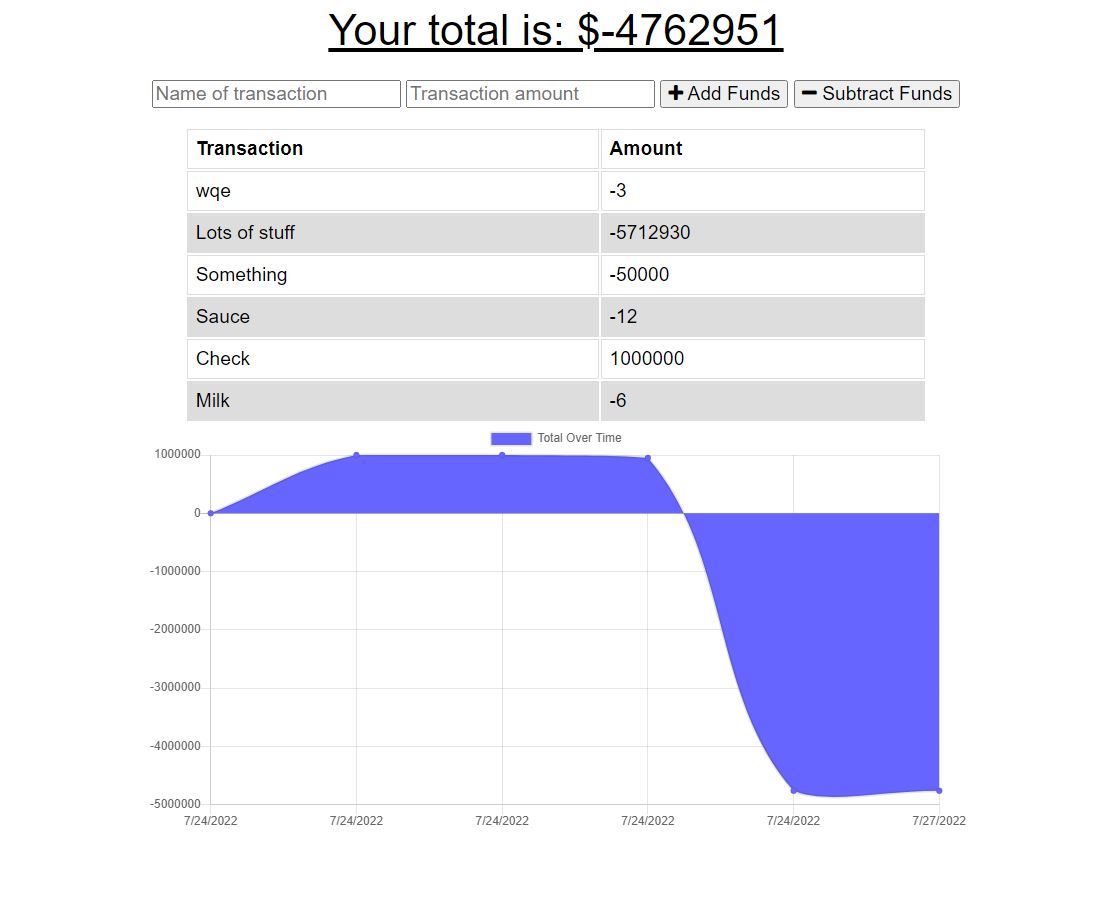 Your total is: $-4762951
Name of transaction Transaction amount Add Funds Subtract Funds
Transaction Amount
wqe -3
Lots of stuff -5712930
Something -50000
Sauce -12
Check 1000000
Milk -6
Total Over Time
1000000
0
-1000000
-2000000
-3000000
-4000000
-5000000
7/24/2022 7/24/2022 7/24/2022 7/24/2022 7/24/2022 7/27/2022